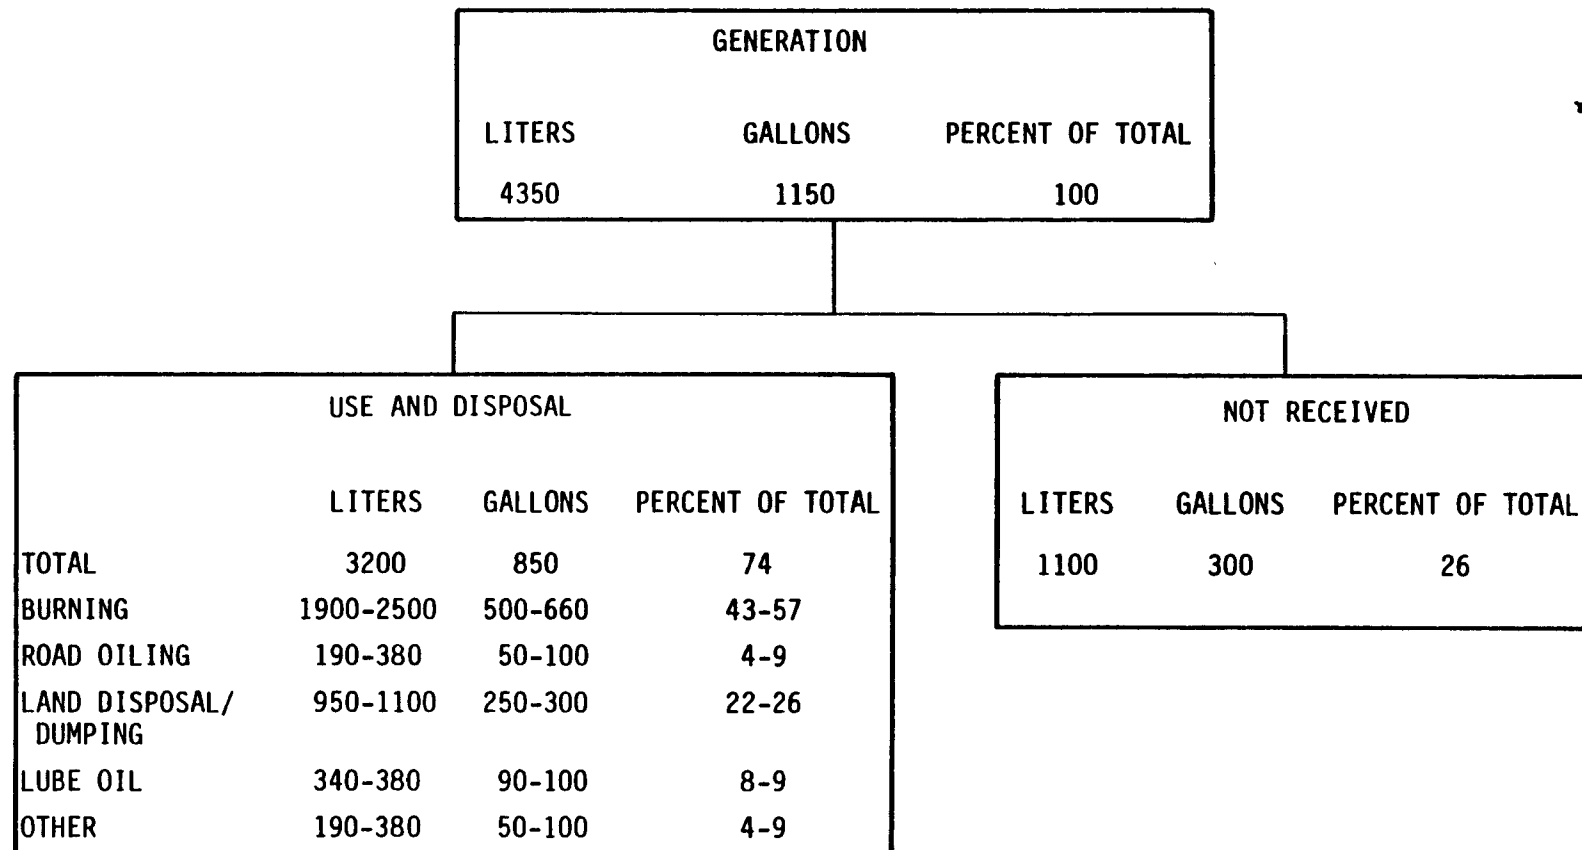 GENERATION
LITERS GALLONS PERCENT OF TOTAL
4350 1150 100
USE AND DISPOSAL
LITERS GALLONS PERCENT OF TOTAL
TOTAL 3200 850 74
BURNING 1900-2500 500-660 43-57
ROAD OILING 190-380 50-100 4-9
LAND DISPOSAL/ 950-1100 250-300 22-26
DUMPING
LUBE OIL 340-380 90-100 8-9
OTHER 190-380 50-100 4-9
NOT RECEIVED
LITERS GALLONS PERCENT OF TOTAL
1100 300 26